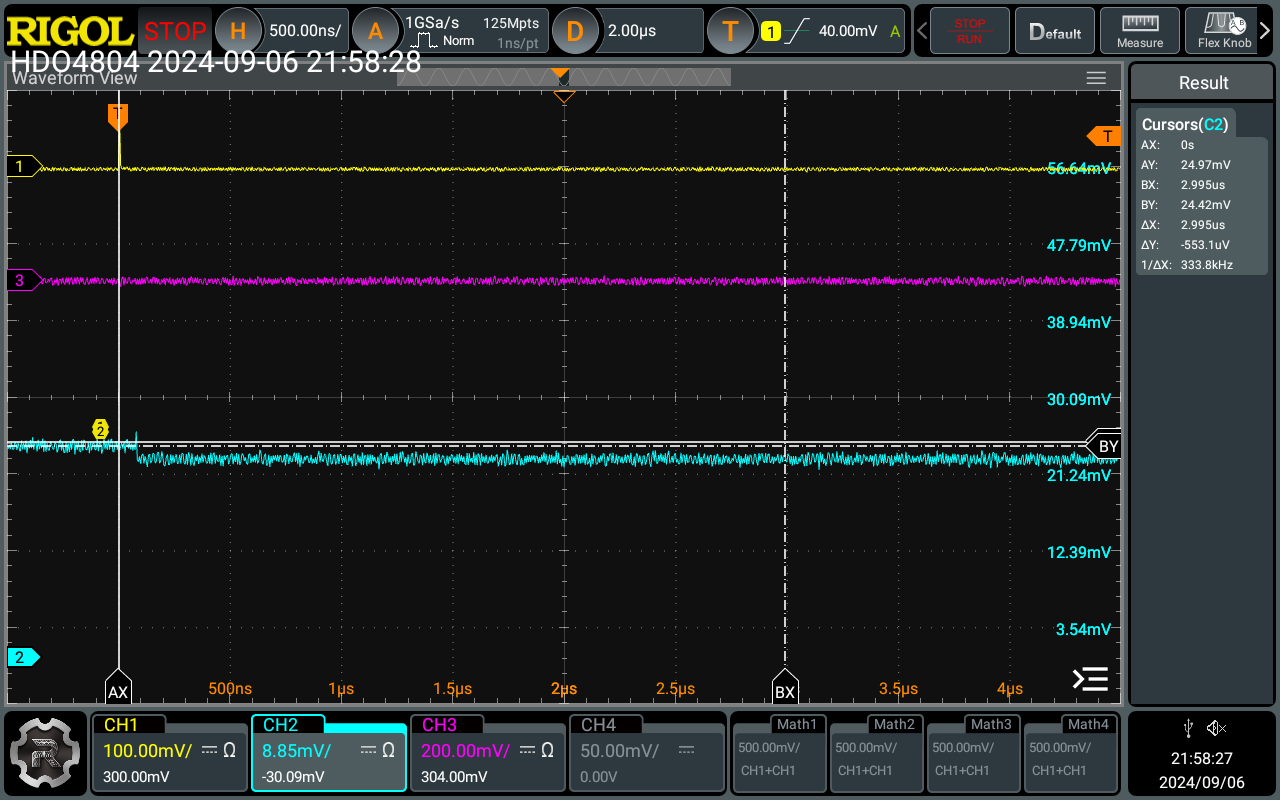 RIGOL STOP H 500.00ns/ A 1GSa/s 125Mpts Norm 1ns/pt D 2.00µs T 1 40.00mV A STOP RUN Default Measure Flex Knob
HDO4804 2024-09-06 21:58:28
Waveform View
Result
T
T
Cursors(C2)
AX: 0s
AY: 24.97mV
BX: 2.995us
BY: 24.42mV
ΔX: 2.995us
ΔY: -553.1uV
1/ΔX: 333.8kHz
1
56.64mV
47.79mV
3
38.94mV
30.09mV
2
BY
21.24mV
12.39mV
3.54mV
2
AX 500ns 1µs 1.5µs 2µs 2.5µs BX 3.5µs 4µs
CH1 CH2 CH3 CH4 Math1 Math2 Math3 Math4
100.00mV/ Ω 8.85mV/ Ω 200.00mV/ Ω 50.00mV/ 500.00mV/ 500.00mV/ 500.00mV/ 500.00mV/
300.00mV -30.09mV 304.00mV 0.00V CH1+CH1 CH1+CH1 CH1+CH1 CH1+CH1
21:58:27
2024/09/06